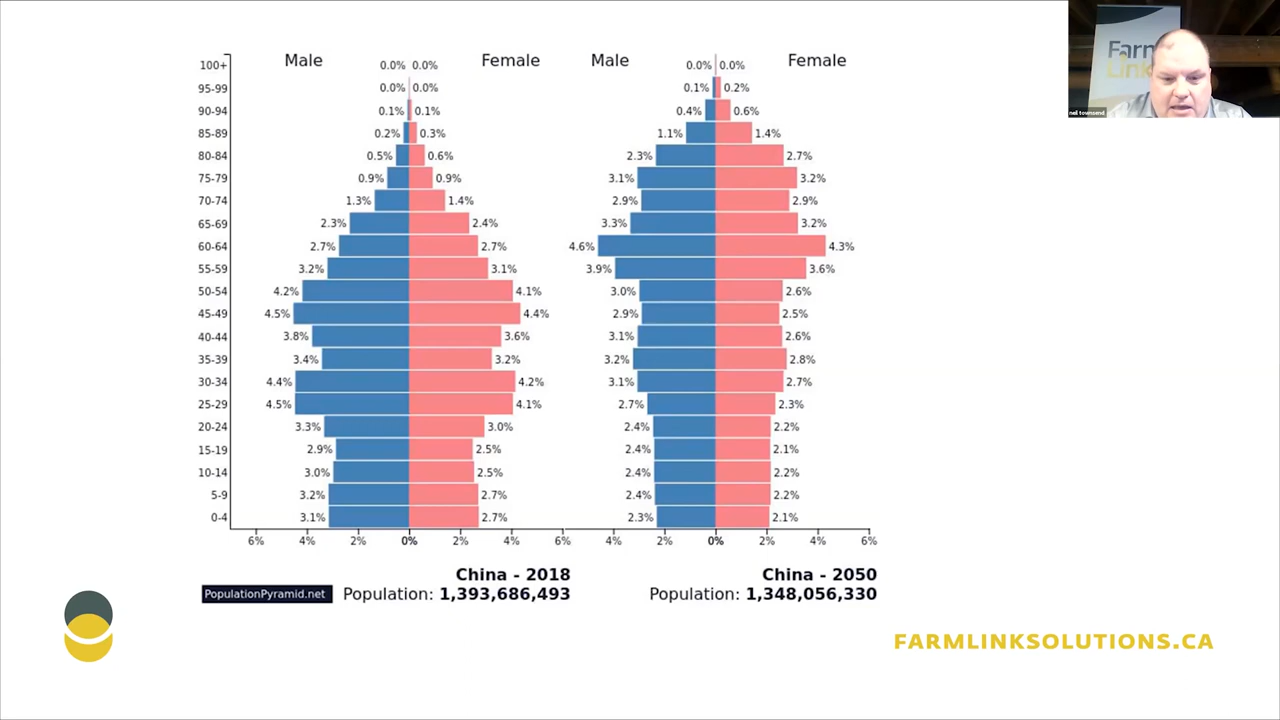 Male Female Male Female
100+ 0.0% 0.0% 0.0% 0.0%
95-99 0.0% 0.0% 0.1% 0.2%
90-94 0.1% 0.1% 0.4% 0.6%
85-89 0.2% 0.3% 1.1% 1.4%
80-84 0.5% 0.6% 2.3% 2.7%
75-79 0.9% 0.9% 3.1% 3.2%
70-74 1.3% 1.4% 2.9% 2.9%
65-69 2.3% 2.4% 3.3% 3.2%
60-64 2.7% 2.7% 4.6% 4.3%
55-59 3.2% 3.1% 3.9% 3.6%
50-54 4.2% 4.1% 3.0% 2.6%
45-49 4.5% 4.4% 2.9% 2.5%
40-44 3.8% 3.6% 3.1% 2.6%
35-39 3.4% 3.2% 3.2% 2.8%
30-34 4.4% 4.2% 3.1% 2.7%
25-29 4.5% 4.1% 2.7% 2.3%
20-24 3.3% 3.0% 2.4% 2.2%
15-19 2.9% 2.5% 2.4% 2.1%
10-14 3.0% 2.5% 2.4% 2.2%
5-9 3.2% 2.7% 2.4% 2.2%
0-4 3.1% 2.7% 2.3% 2.1%
6% 4% 2% 0% 2% 4% 6% 4% 2% 0% 2% 4% 6%
China - 2018 China - 2050
PopulationPyramid.net Population: 1,393,686,493 Population: 1,348,056,330
FARMLINKSOLUTIONS.CA
Farm
Link
neil townsend